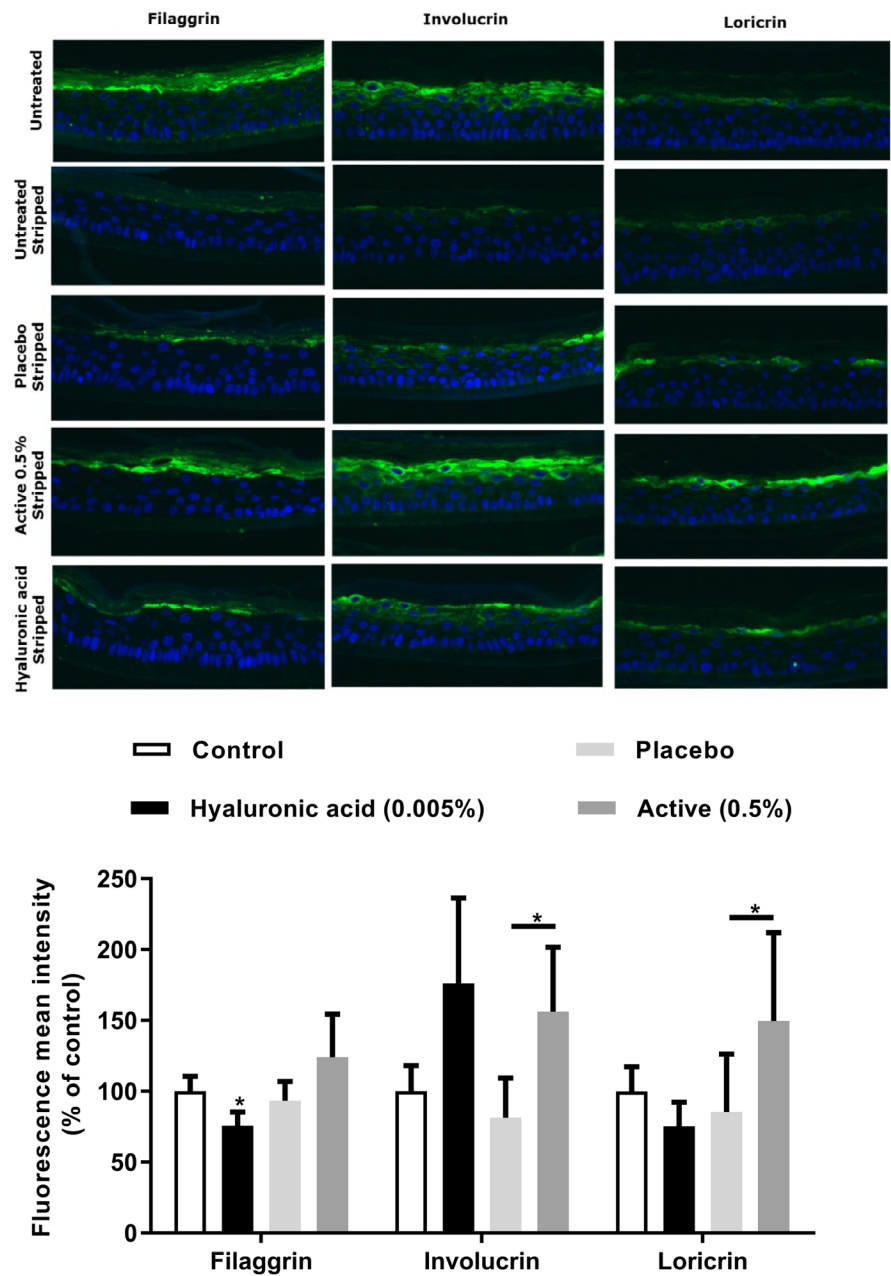 Filaggrin Involucrin Loricrin
Untreated
Untreated
Stripped
Placebo
Stripped
Active 0.5%
Stripped
Hyaluronic acid
Stripped
Control Placebo
Hyaluronic acid (0.005%) Active (0.5%)
Fluorescence mean intensity
(% of control)
250
200
150
100
50
0
*
*
*
Filaggrin Involucrin Loricrin